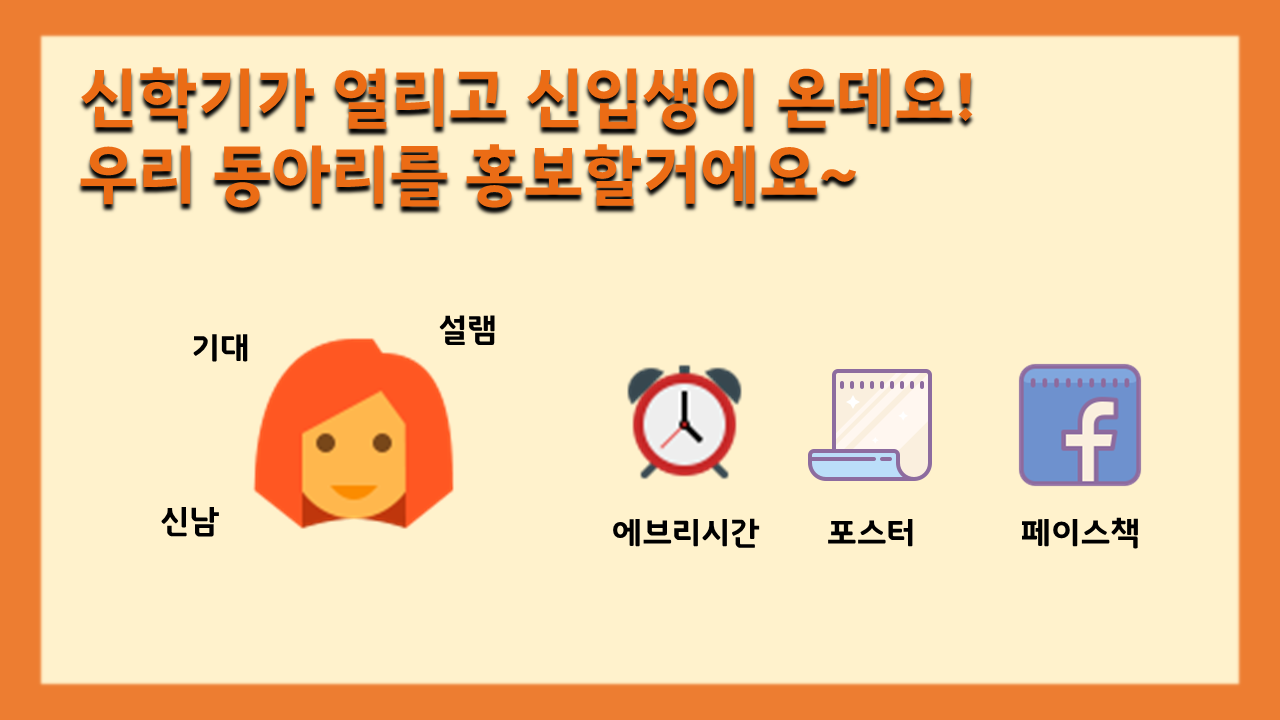 신학기가 열리고 신입생이 온데요!
우리 동아리를 홍보할거에요~
기대
설램
신남
에브리시간
포스터
페이스책